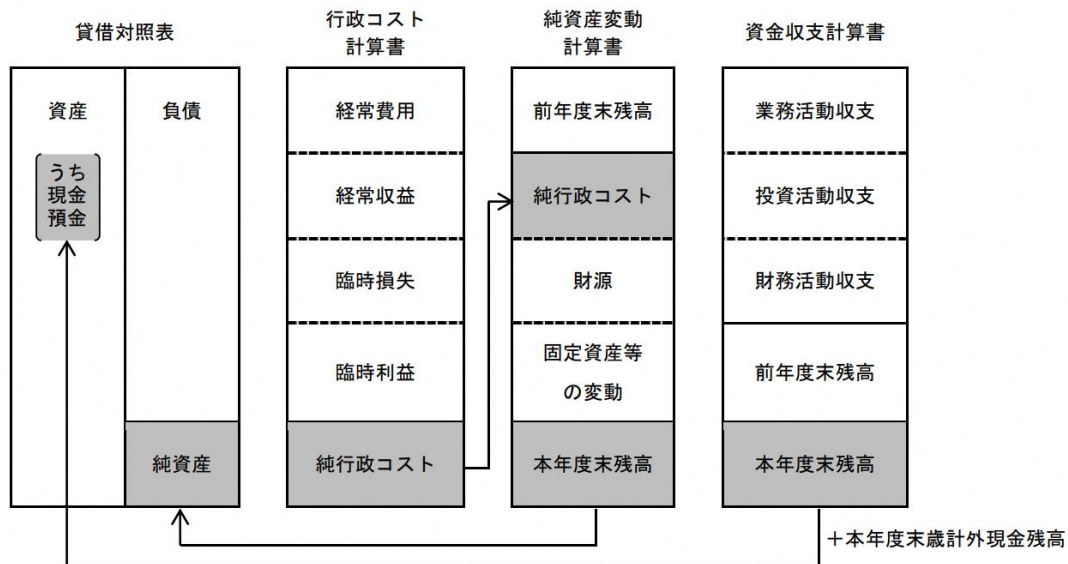 貸借対照表
行政コスト
計算書
純資産変動
計算書
資金収支計算書
資産
うち
現金
預金
負債
純資産
経常費用
経常収益
臨時損失
臨時利益
純行政コスト
前年度末残高
純行政コスト
財源
固定資産等
の変動
本年度末残高
業務活動収支
投資活動収支
財務活動収支
前年度末残高
本年度末残高
＋本年度末歳計外現金残高